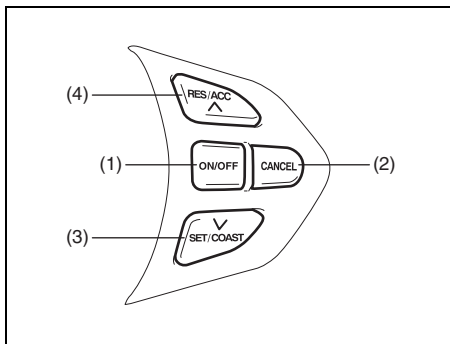 (4) RES/ACC
(1) ON/OFF CANCEL (2)
(3) SET/COAST